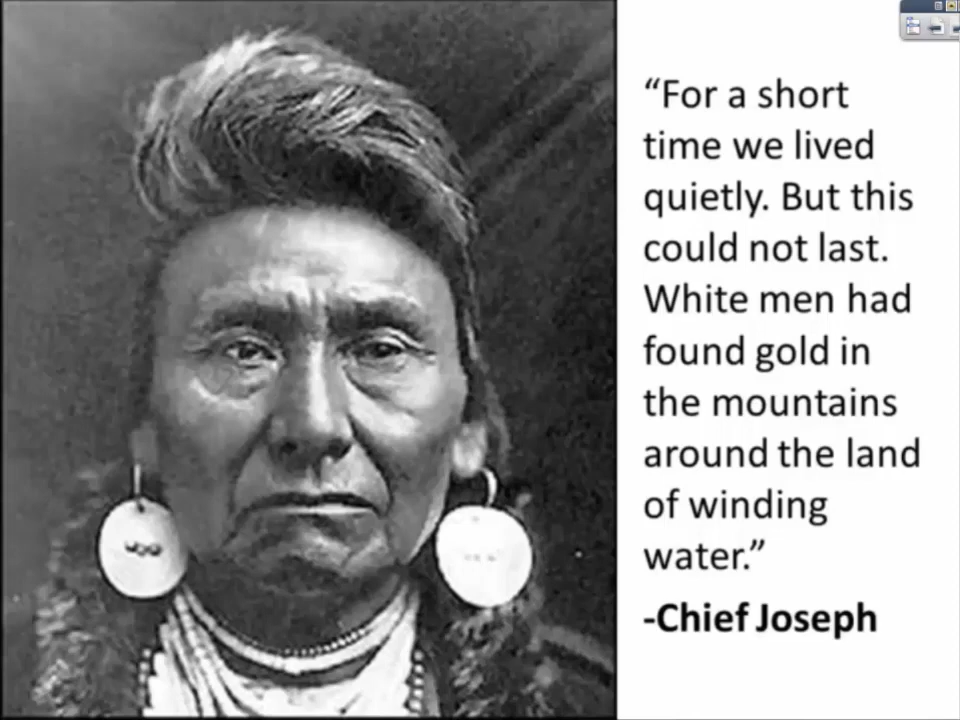 “For a short
time we lived
quietly. But this
could not last.
White men had
found gold in
the mountains
around the land
of winding
water.”
-Chief Joseph